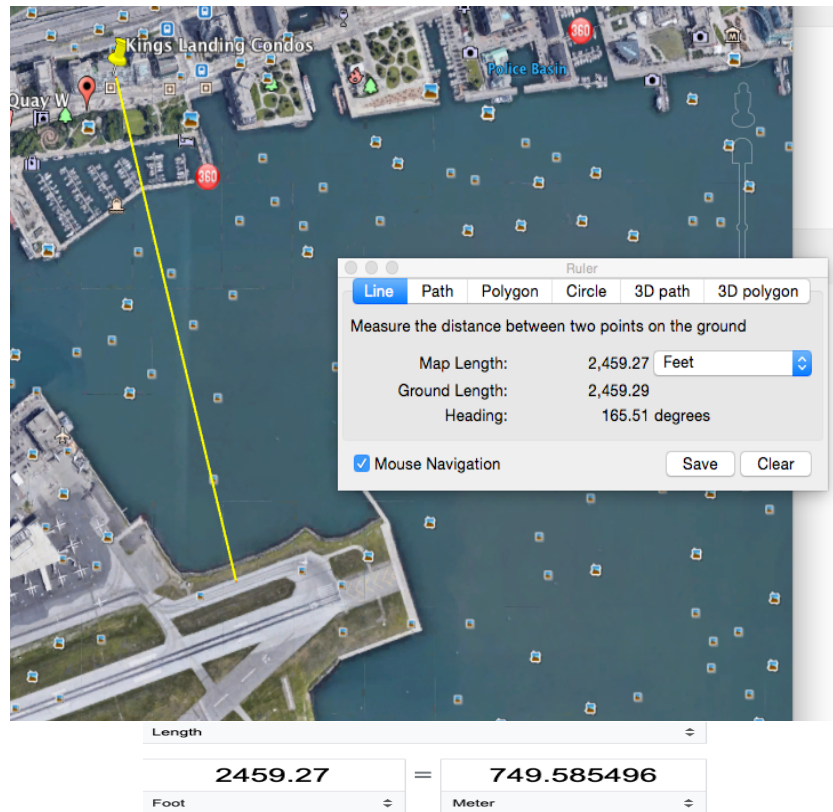 360
Kings Landing Condos
Police Basin
Quay W
360
Ruler
Line Path Polygon Circle 3D path 3D polygon
Measure the distance between two points on the ground
Map Length: 2,459.27 Feet
Ground Length: 2,459.29
Heading: 165.51 degrees
Mouse Navigation Save Clear
Length
2459.27 = 749.585496
Foot Meter